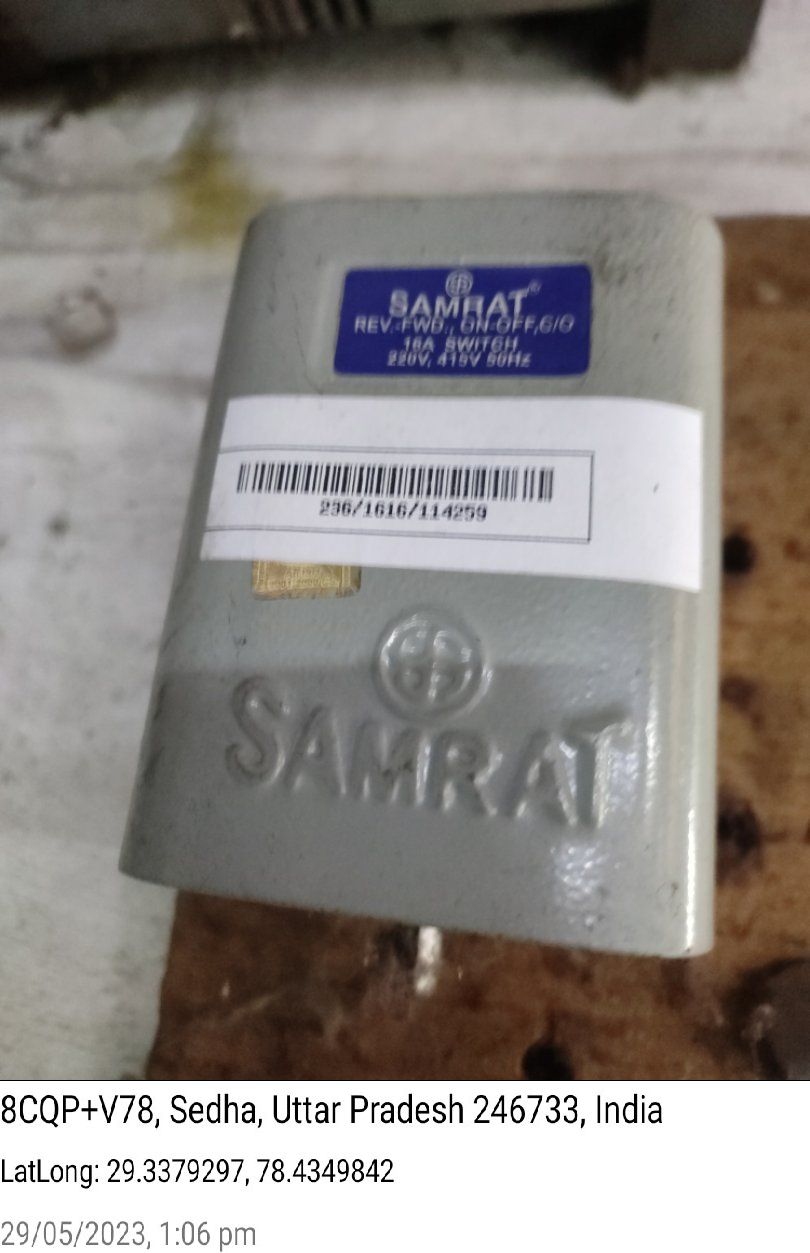 SAMRAT®
REV.-FWD., ON-OFF, C/O
16A SWITCH
220V, 415V 50Hz
236/1616/114259
SAMRAT
8CQP+V78, Sedha, Uttar Pradesh 246733, India
LatLong: 29.3379297, 78.4349842
29/05/2023, 1:06 pm